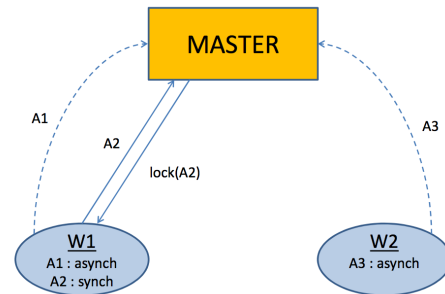 MASTER
A1
A2
lock(A2)
A3
W1
A1 : asynch
A2 : synch
W2
A3 : asynch